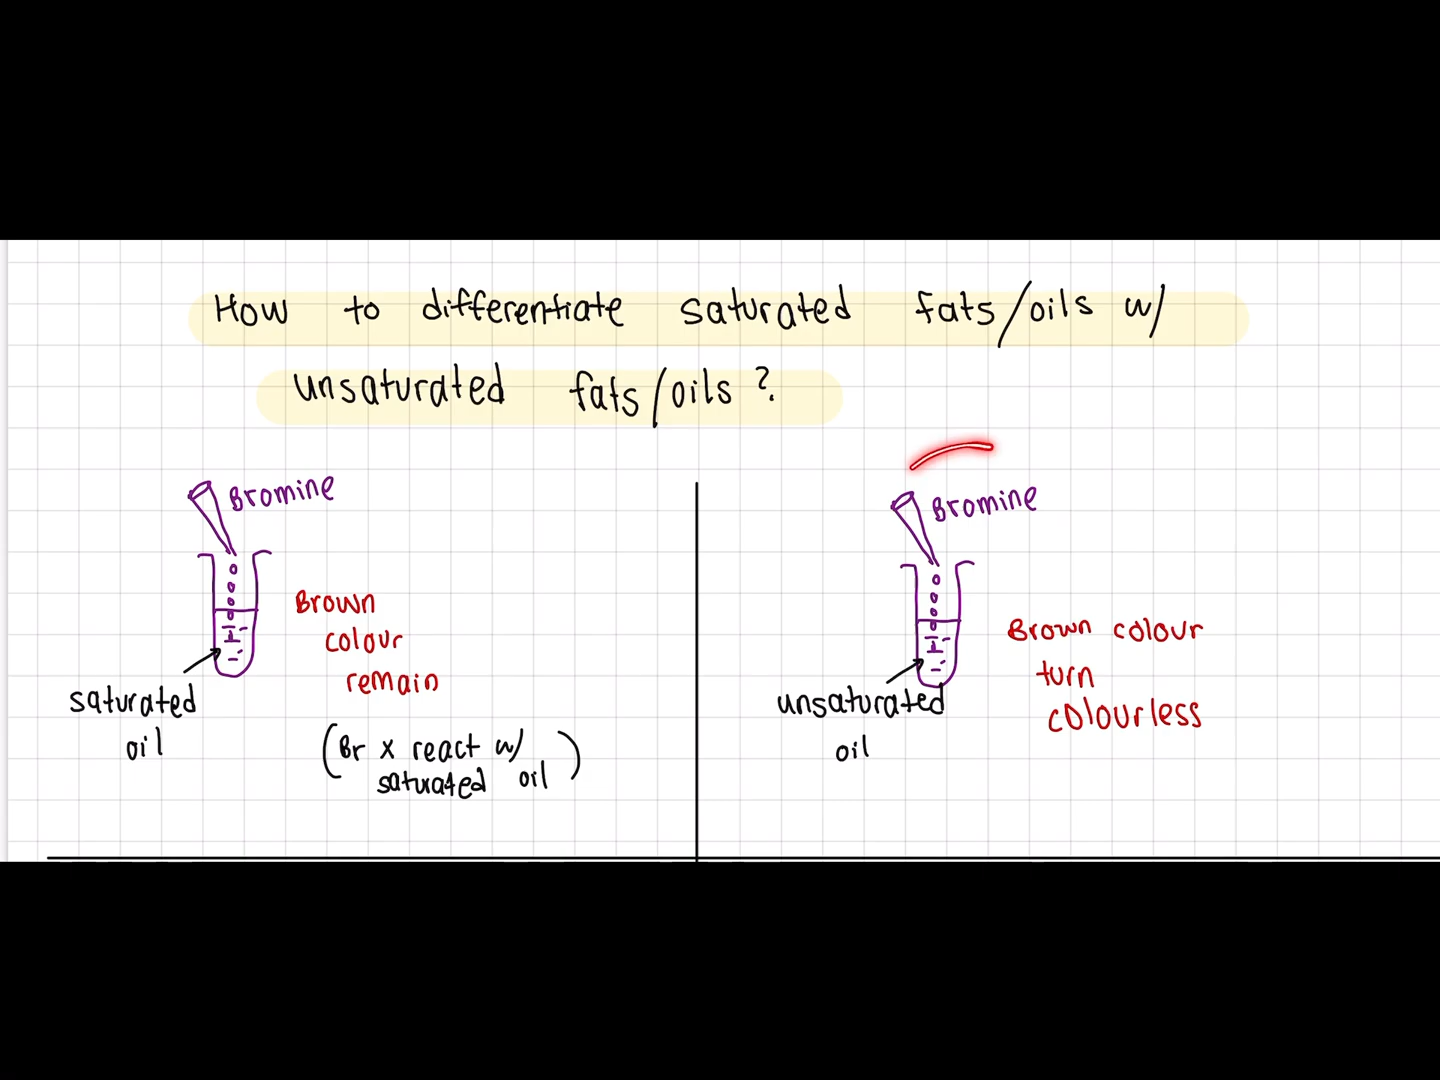 How to differentiate saturated fats/oils w/
unsaturated fats/oils?
Bromine
Brown
colour
remain
saturated
oil
(Br x react w/
saturated oil)
Bromine
Brown colour
turn
colourless
unsaturated
oil